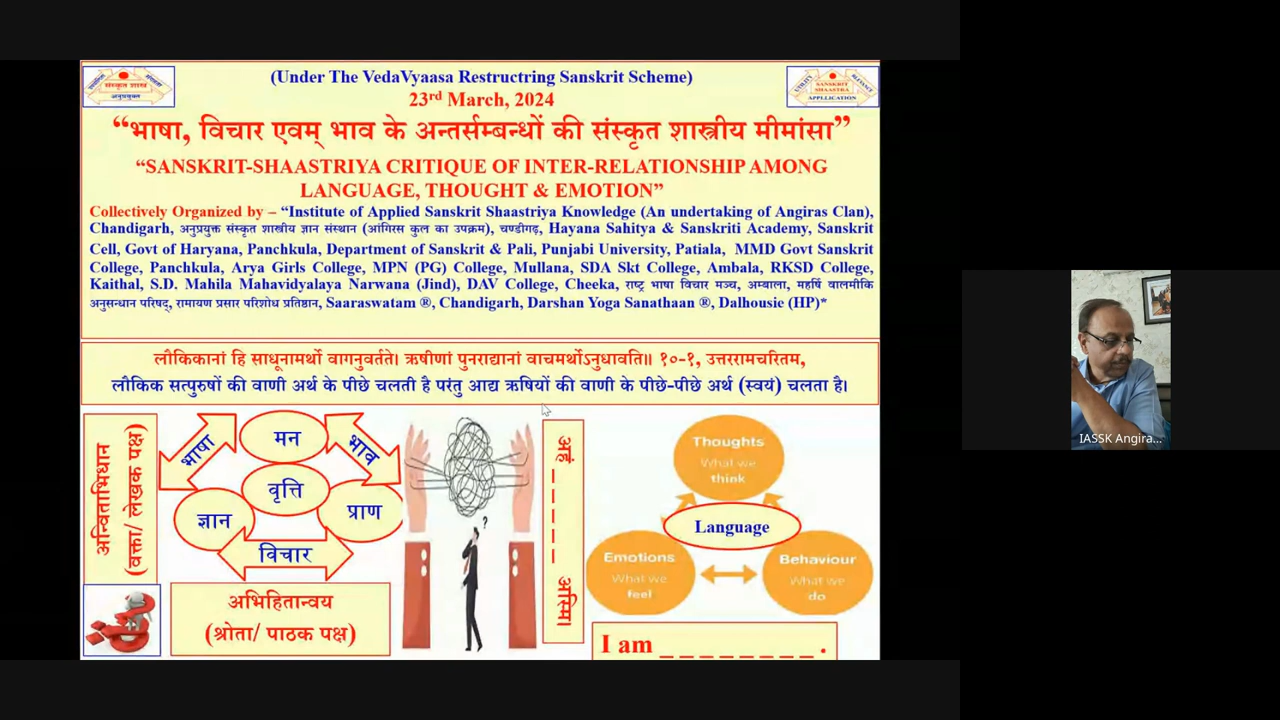 (Under The VedaVyaasa Restructring Sanskrit Scheme)
संस्कृत शास्त्र
अनुप्रयुक्त
SANSKRIT
SHAASTRA
APPLLICATION
23rd March, 2024
“भाषा, विचार एवम् भाव के अन्तर्सम्बन्धों की संस्कृत शास्त्रीय मीमांसा”
“SANSKRIT-SHAASTRIYA CRITIQUE OF INTER-RELATIONSHIP AMONG
LANGUAGE, THOUGHT & EMOTION”
Collectively Organized by – “Institute of Applied Sanskrit Shaastriya Knowledge (An undertaking of Angiras Clan),
Chandigarh, अनुप्रयुक्त संस्कृत शास्त्रीय ज्ञान संस्थान (आंगिरस कुल का उपक्रम), चण्डीगढ़, Hayana Sahitya & Sanskriti Academy, Sanskrit
Cell, Govt of Haryana, Panchkula, Department of Sanskrit & Pali, Punjabi University, Patiala, MMD Govt Sanskrit
College, Panchkula, Arya Girls College, MPN (PG) College, Mullana, SDA Skt College, Ambala, RKSD College,
Kaithal, S.D. Mahila Mahavidyalaya Narwana (Jind), DAV College, Cheeka, राष्ट्र भाषा विचार मञ्च, अम्बाला, महर्षि वाल्मीकि
अनुसन्धान परिषद्, रामायण प्रसार परिशोध प्रतिष्ठान, Saaraswatam ®, Chandigarh, Darshan Yoga Sanathaan ®, Dalhousie (HP)*
लौकिकानां हि साधूनामर्थो वागनुवर्तते। ऋषीणां पुनराद्यानां वाचमर्थोऽनुधावति॥ १०-१, उत्तररामचरितम्,
लौकिक सत्पुरुषों की वाणी अर्थ के पीछे चलती है परंतु आद्य ऋषियों की वाणी के पीछे-पीछे अर्थ (स्वयं) चलता है।
अन्विताभिधान
(वक्ता/ लेखक पक्ष)
भाषा
मन
भाव
वृत्ति
ज्ञान
प्राण
विचार
अभिहितान्वय
(श्रोता/ पाठक पक्ष)
?
अहं _ _ _ _ _ _ अस्मि।
Thoughts
What we
think
Language
Emotions
What we
feel
Behaviour
What we
do
I am _ _ _ _ _ _ _ _ .
IASSK Angira...